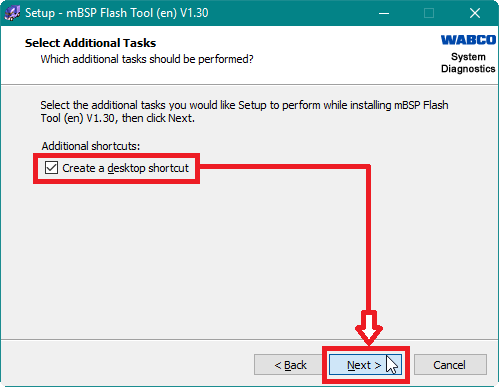 Setup - mBSP Flash Tool (en) V1.30
Select Additional Tasks
Which additional tasks should be performed?
WABCO
System
Diagnostics
Select the additional tasks you would like Setup to perform while installing mBSP Flash
Tool (en) V1.30, then click Next.
Additional shortcuts:
Create a desktop shortcut
< Back
Next >
Cancel